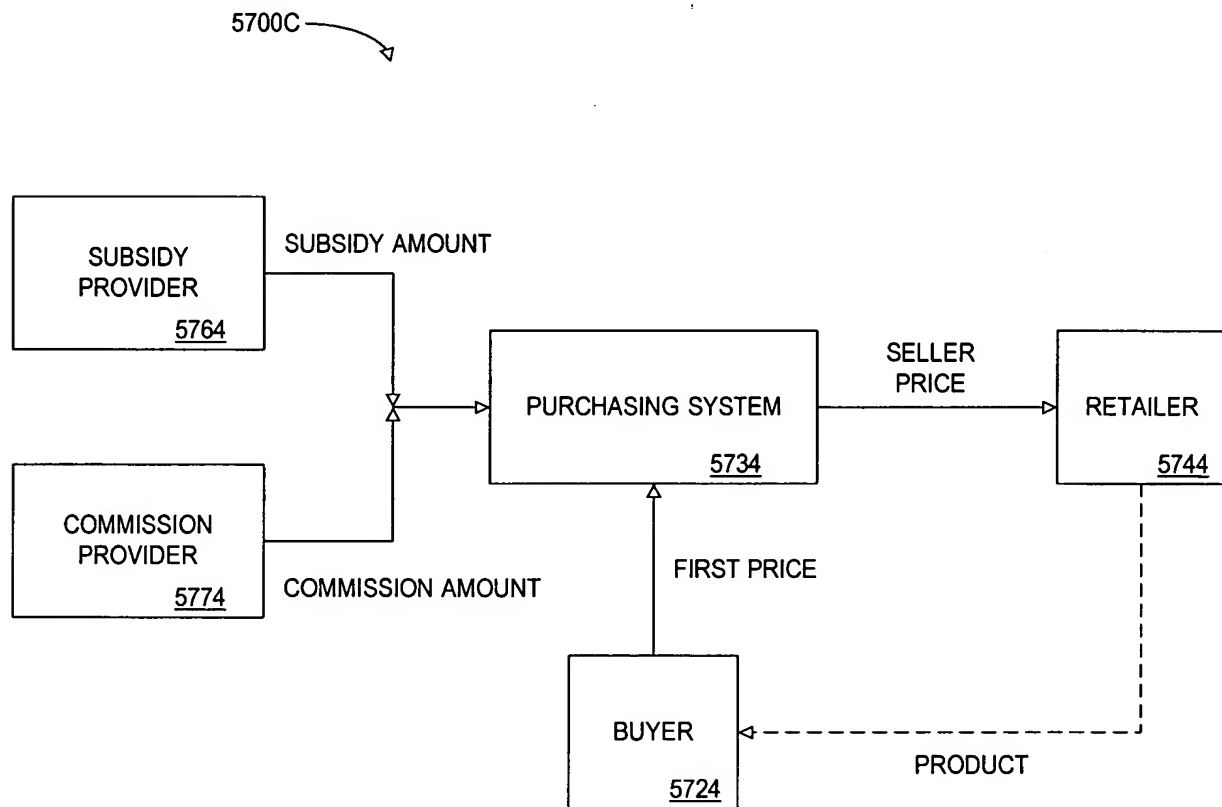 5700C
SUBSIDY
PROVIDER
5764
SUBSIDY AMOUNT
COMMISSION
PROVIDER
5774
COMMISSION AMOUNT
PURCHASING SYSTEM
5734
SELLER
PRICE
RETAILER
5744
FIRST PRICE
BUYER
5724
PRODUCT